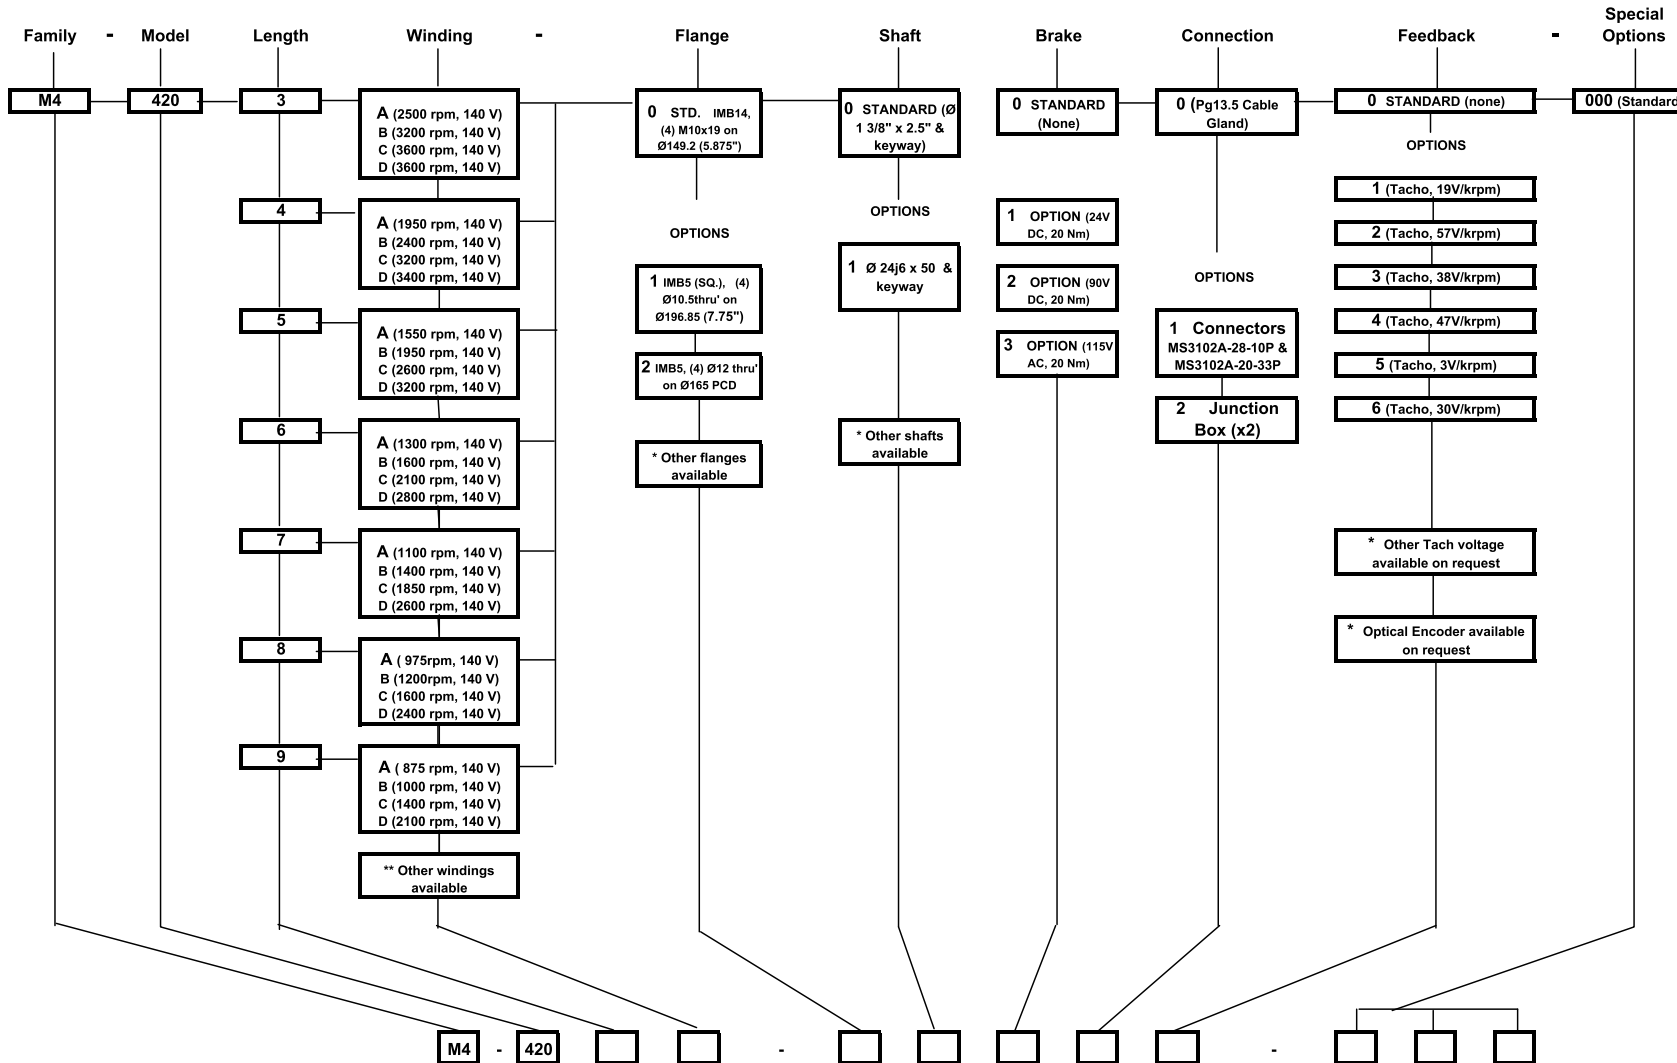 Family - Model Length Winding - Flange Shaft Brake Connection Feedback - Special
Options
M4
420
3
A (2500 rpm, 140 V)
B (3200 rpm, 140 V)
C (3600 rpm, 140 V)
D (3600 rpm, 140 V)
4
A (1950 rpm, 140 V)
B (2400 rpm, 140 V)
C (3200 rpm, 140 V)
D (3400 rpm, 140 V)
5
A (1550 rpm, 140 V)
B (1950 rpm, 140 V)
C (2600 rpm, 140 V)
D (3200 rpm, 140 V)
6
A (1300 rpm, 140 V)
B (1600 rpm, 140 V)
C (2100 rpm, 140 V)
D (2800 rpm, 140 V)
7
A (1100 rpm, 140 V)
B (1400 rpm, 140 V)
C (1850 rpm, 140 V)
D (2600 rpm, 140 V)
8
A ( 975rpm, 140 V)
B (1200rpm, 140 V)
C (1600 rpm, 140 V)
D (2400 rpm, 140 V)
9
A ( 875 rpm, 140 V)
B (1000 rpm, 140 V)
C (1400 rpm, 140 V)
D (2100 rpm, 140 V)
** Other windings
available
0 STD. IMB14,
(4) M10x19 on
Ø149.2 (5.875")
OPTIONS
1 IMB5 (SQ.), (4)
Ø10.5thru' on
Ø196.85 (7.75")
2 IMB5, (4) Ø12 thru'
on Ø165 PCD
* Other flanges
available
0 STANDARD (Ø
1 3/8" x 2.5" &
keyway)
OPTIONS
1 Ø 24j6 x 50 &
keyway
* Other shafts
available
0 STANDARD
(None)
1 OPTION (24V
DC, 20 Nm)
2 OPTION (90V
DC, 20 Nm)
3 OPTION (115V
AC, 20 Nm)
0 (Pg13.5 Cable
Gland)
OPTIONS
1 Connectors
MS3102A-28-10P &
MS3102A-20-33P
2 Junction
Box (x2)
0 STANDARD (none)
OPTIONS
1 (Tacho, 19V/krpm)
2 (Tacho, 57V/krpm)
3 (Tacho, 38V/krpm)
4 (Tacho, 47V/krpm)
5 (Tacho, 3V/krpm)
6 (Tacho, 30V/krpm)
* Other Tach voltage
available on request
* Optical Encoder available
on request
000 (Standard
M4 - 420 - -